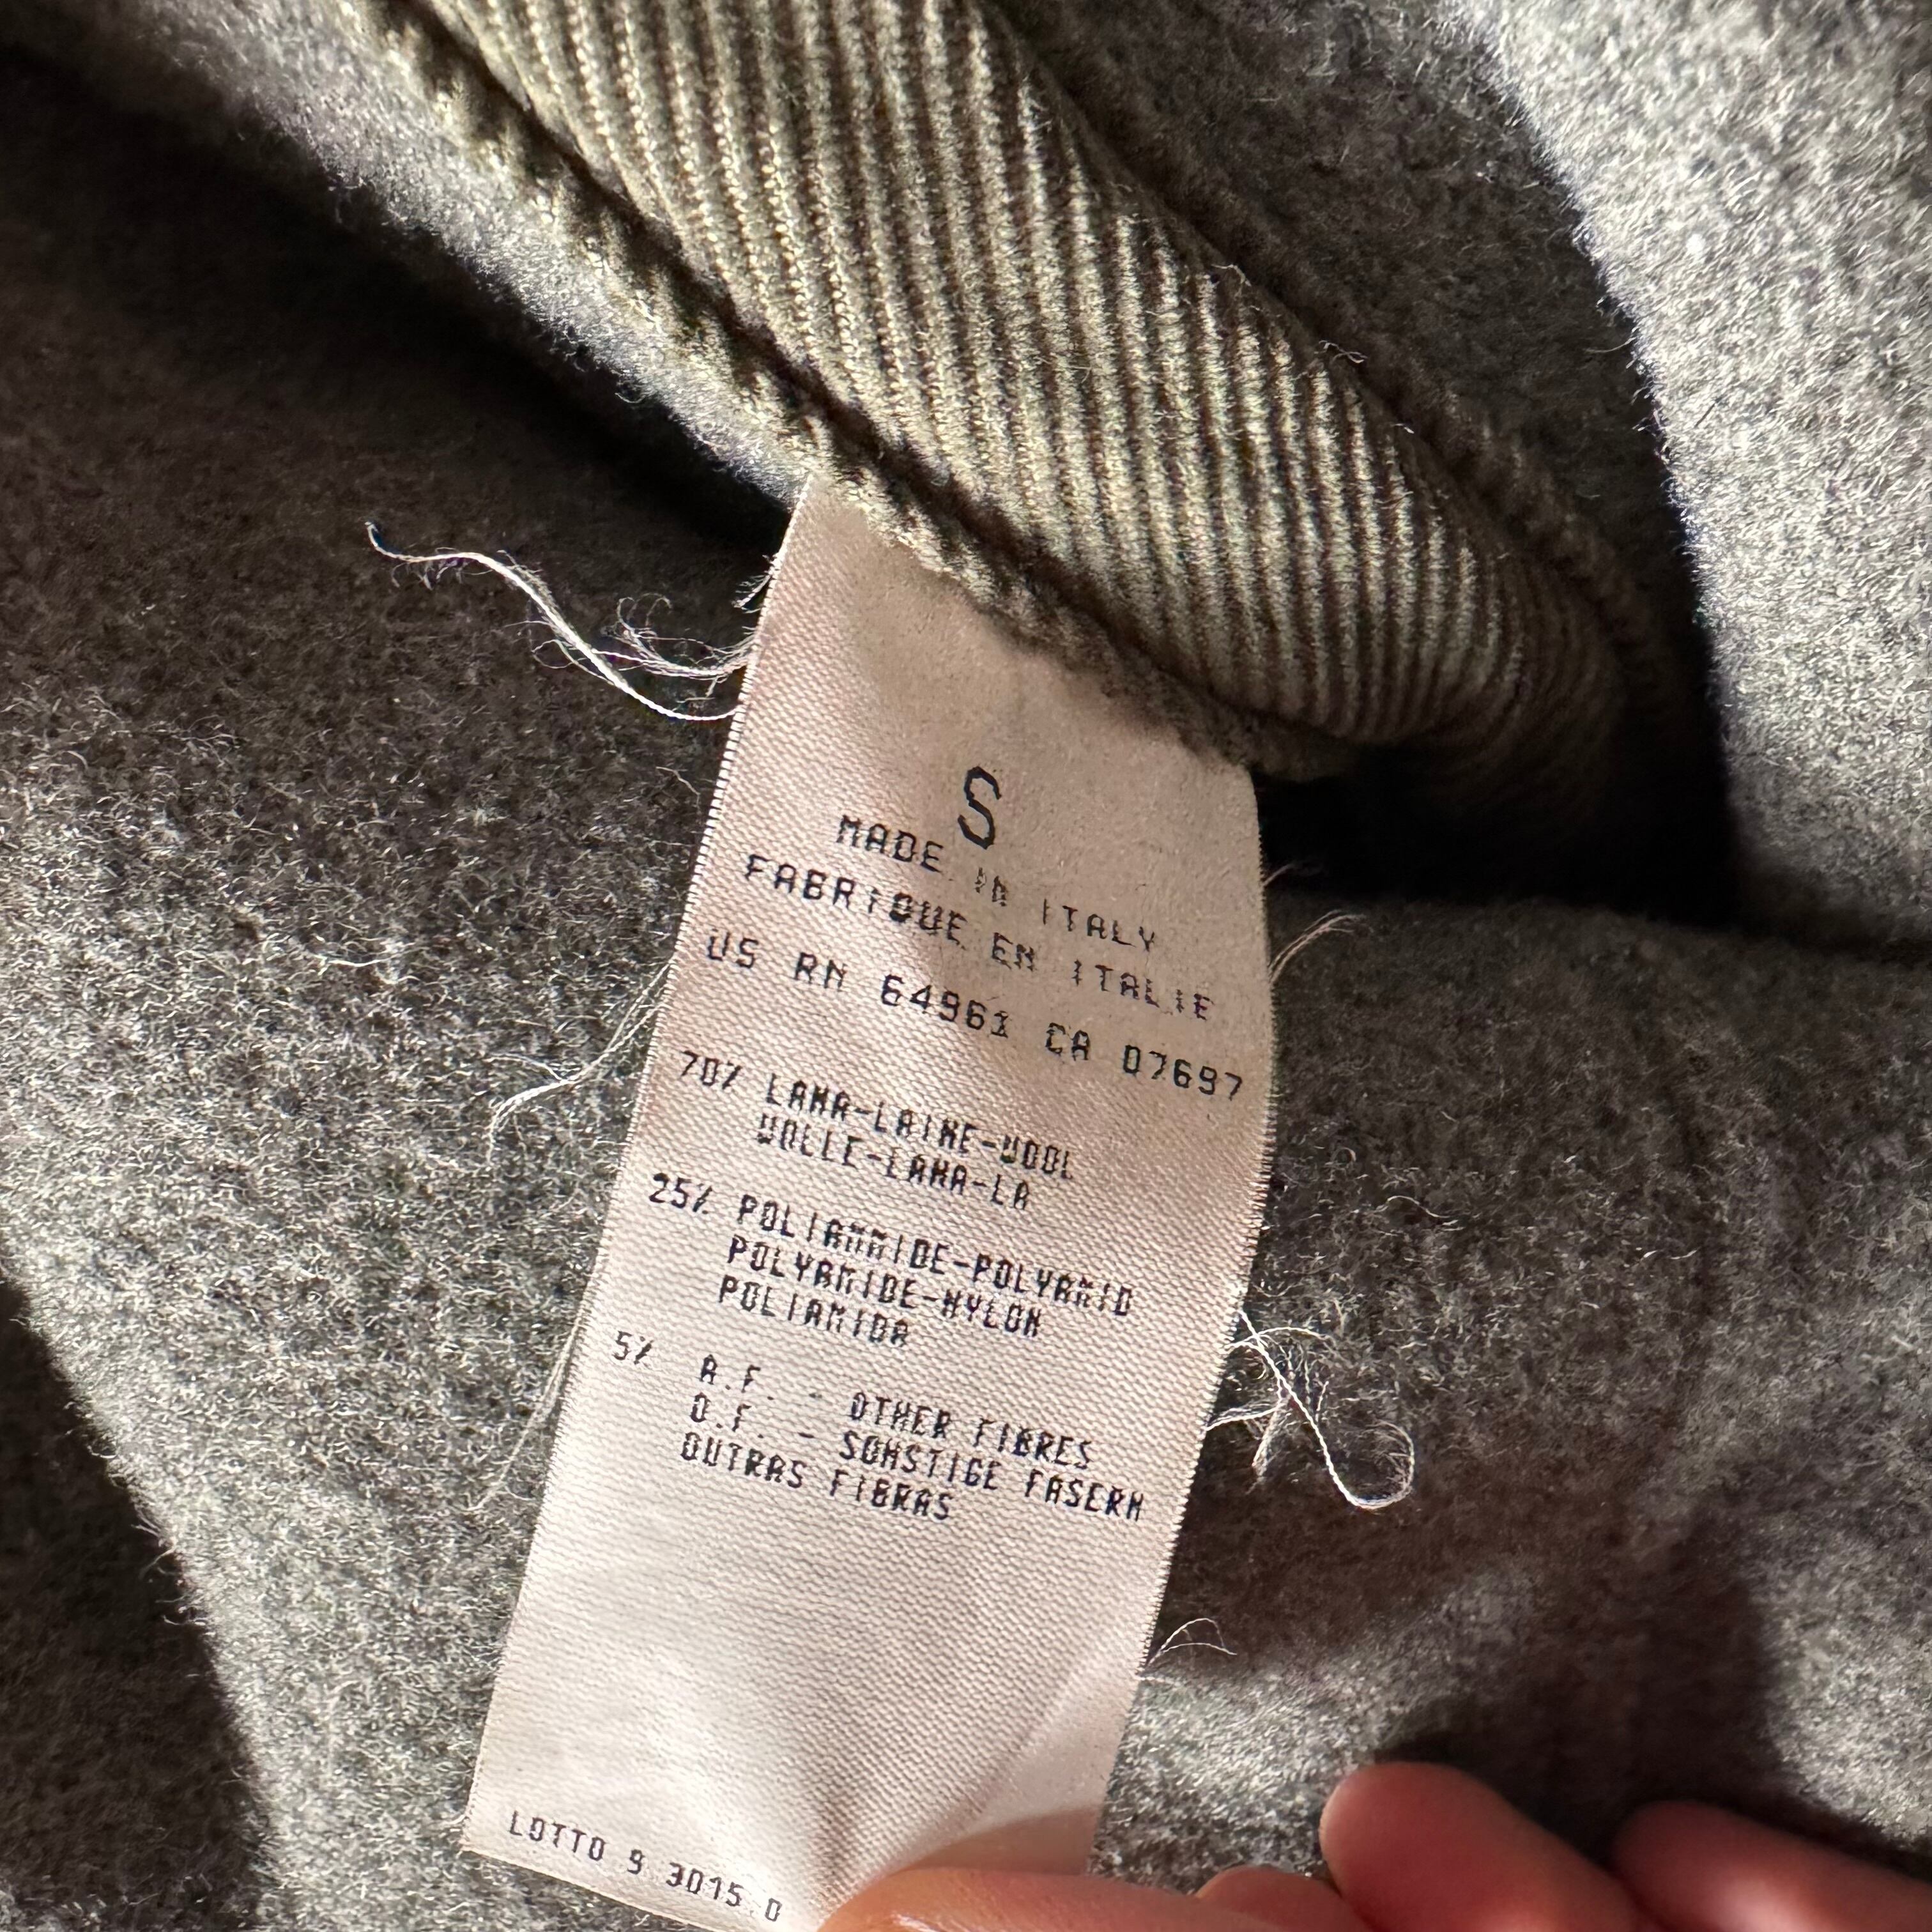 S
MADE IN ITALY
FABRIQUE EN ITALIE
US RN 64961 CA 07697
70% LANA-LAINE-WOOL
WOLLE-LANA-LA
25% POLIAMMIDE-POLYAMID
POLYAMIDE-NYLON
POLIAMIDA
5% A.F. - OTHER FIBRES
O.F. - SONSTIGE FASERN
OUTRAS FIBRAS
LOTTO 9 3015.0